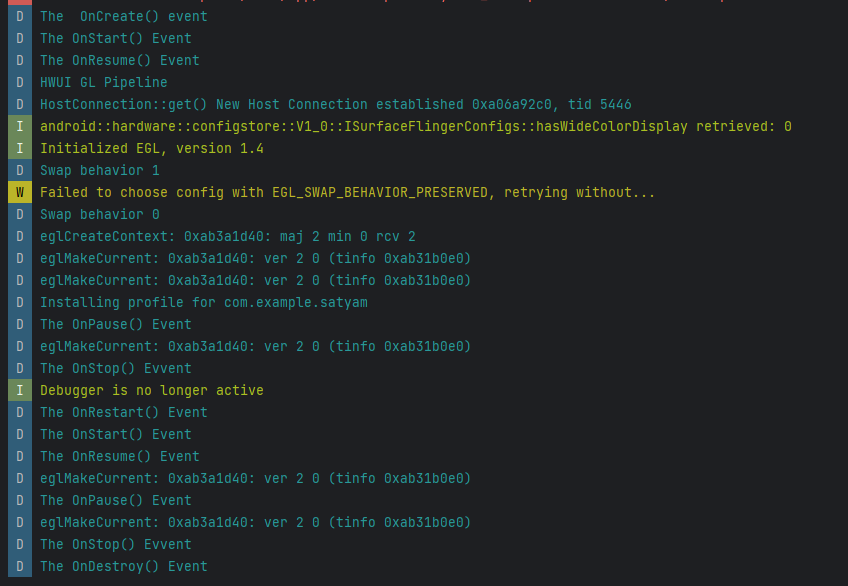 D The  OnCreate() event
D The OnStart() Event
D The OnResume() Event
D HWUI GL Pipeline
D HostConnection::get() New Host Connection established 0xa06a92c0, tid 5446
I android::hardware::configstore::V1_0::ISurfaceFlingerConfigs::hasWideColorDisplay retrieved: 0
I Initialized EGL, version 1.4
D Swap behavior 1
W Failed to choose config with EGL_SWAP_BEHAVIOR_PRESERVED, retrying without...
D Swap behavior 0
D eglCreateContext: 0xab3a1d40: maj 2 min 0 rcv 2
D eglMakeCurrent: 0xab3a1d40: ver 2 0 (tinfo 0xab31b0e0)
D eglMakeCurrent: 0xab3a1d40: ver 2 0 (tinfo 0xab31b0e0)
D Installing profile for com.example.satyam
D The OnPause() Event
D eglMakeCurrent: 0xab3a1d40: ver 2 0 (tinfo 0xab31b0e0)
D The OnStop() Evvent
I Debugger is no longer active
D The OnRestart() Event
D The OnStart() Event
D The OnResume() Event
D eglMakeCurrent: 0xab3a1d40: ver 2 0 (tinfo 0xab31b0e0)
D The OnPause() Event
D eglMakeCurrent: 0xab3a1d40: ver 2 0 (tinfo 0xab31b0e0)
D The OnStop() Evvent
D The OnDestroy() Event